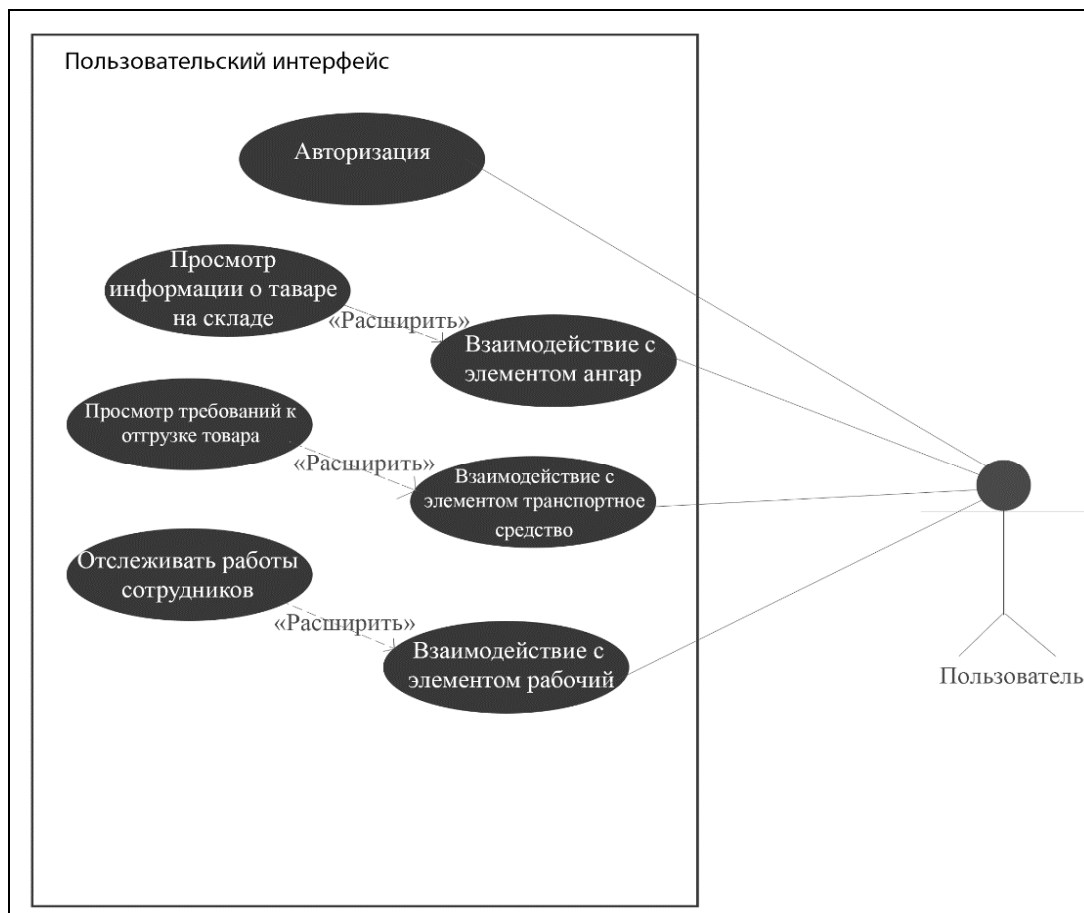 Пользовательский интерфейс
Авторизация
Просмотр
информации о таваре
на складе
«Расширить»
Взаимодействие с
элементом ангар
Просмотр требований к
отгрузке товара
«Расширить»
Взаимодействие с
элементом транспортное
средство
Отслеживать работы
сотрудников
«Расширить»
Взаимодействие с
элементом рабочий
Пользователь